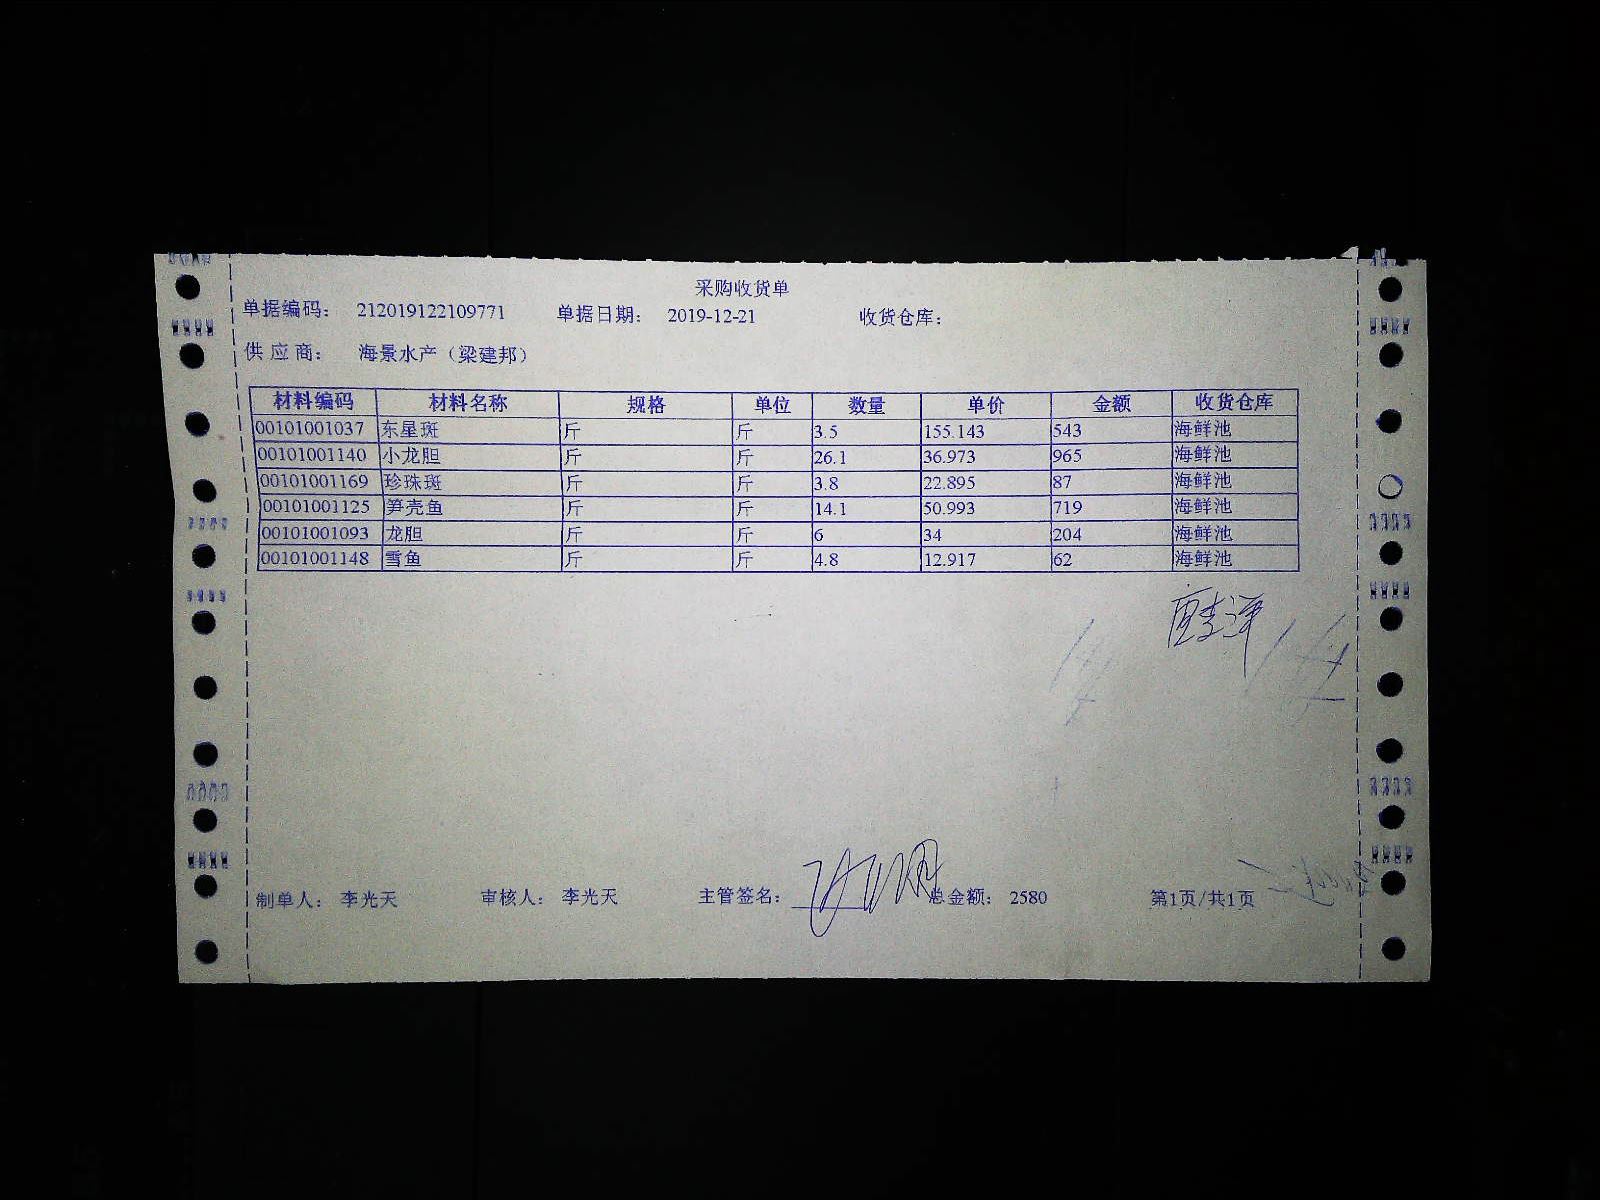 采购收货单
单据编码: 212019122109771 单据日期: 2019-12-21 收货仓库:
供应商: 海景水产（梁建邦）
材料编码 材料名称 规格 单位 数量 单价 金额 收货仓库
00101001037 东星斑 斤 斤 3.5 155.143 543 海鲜池
00101001140 小龙胆 斤 斤 26.1 36.973 965 海鲜池
00101001169 珍珠斑 斤 斤 3.8 22.895 87 海鲜池
00101001125 笋壳鱼 斤 斤 14.1 50.993 719 海鲜池
00101001093 龙胆 斤 斤 6 34 204 海鲜池
00101001148 雪鱼 斤 斤 4.8 12.917 62 海鲜池
制单人: 李光天 审核人: 李光天 主管签名: 总金额: 2580 第1页/共1页